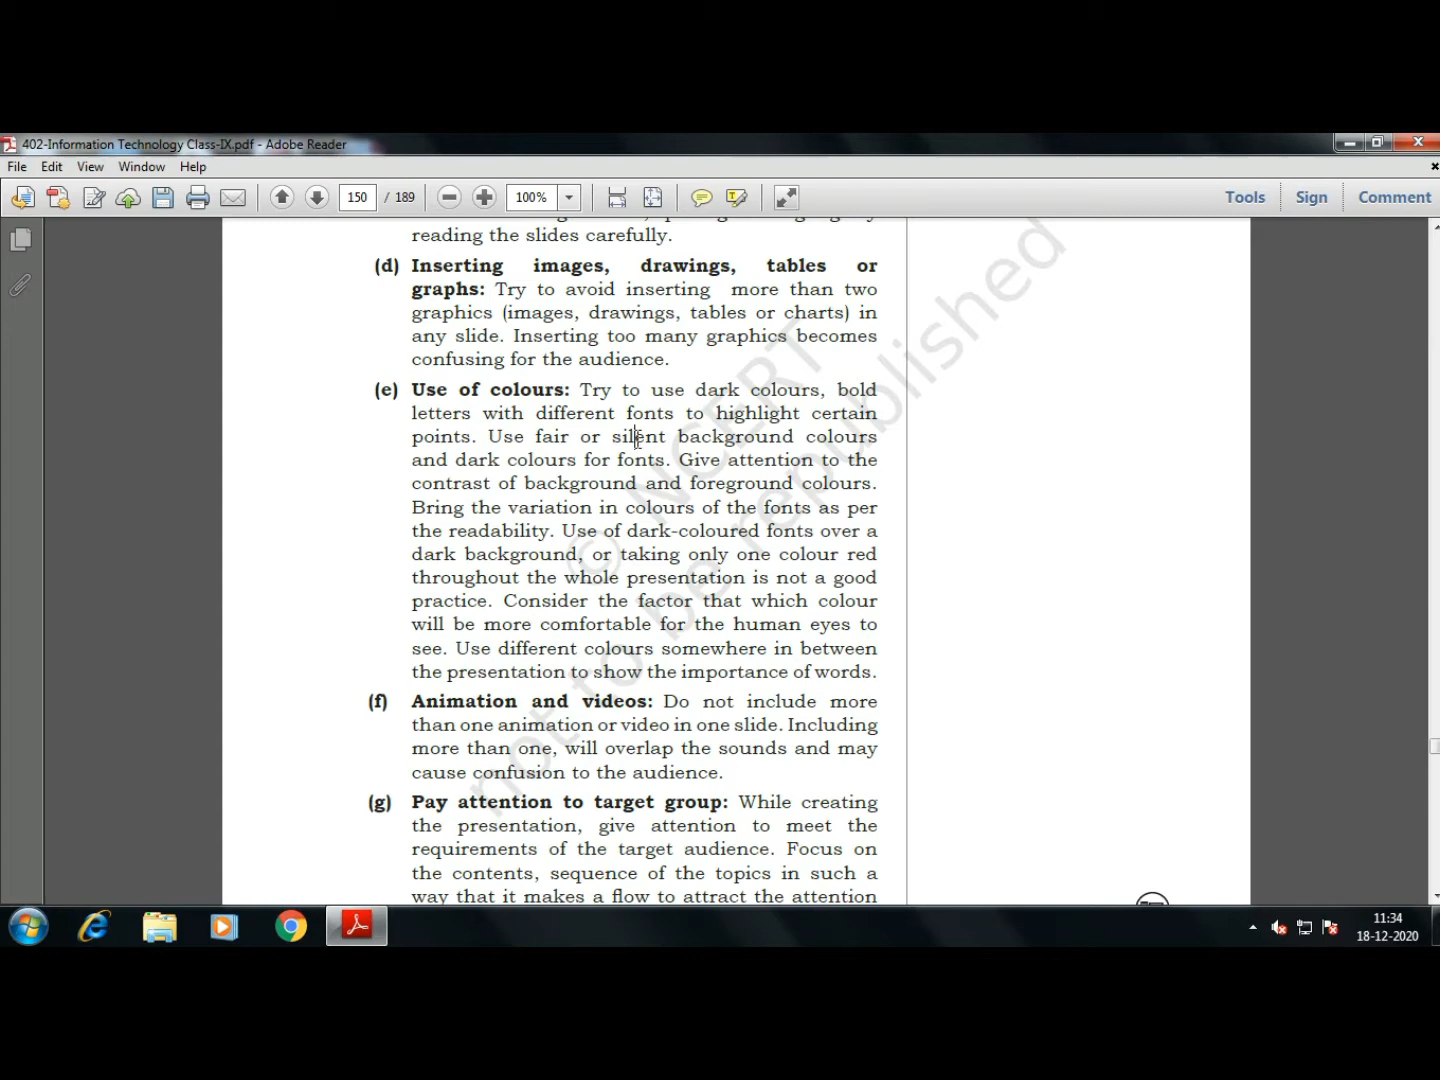 402-Information Technology Class-IX.pdf - Adobe Reader
File Edit View Window Help
150 / 189 100% Tools Sign Comment
reading the slides carefully.
(d) Inserting images, drawings, tables or
graphs: Try to avoid inserting more than two
graphics (images, drawings, tables or charts) in
any slide. Inserting too many graphics becomes
confusing for the audience.
(e) Use of colours: Try to use dark colours, bold
letters with different fonts to highlight certain
points. Use fair or silent background colours
and dark colours for fonts. Give attention to the
contrast of background and foreground colours.
Bring the variation in colours of the fonts as per
the readability. Use of dark-coloured fonts over a
dark background, or taking only one colour red
throughout the whole presentation is not a good
practice. Consider the factor that which colour
will be more comfortable for the human eyes to
see. Use different colours somewhere in between
the presentation to show the importance of words.
(f) Animation and videos: Do not include more
than one animation or video in one slide. Including
more than one, will overlap the sounds and may
cause confusion to the audience.
(g) Pay attention to target group: While creating
the presentation, give attention to meet the
requirements of the target audience. Focus on
the contents, sequence of the topics in such a
way that it makes a flow to attract the attention
© NCERT
not to be republished
11:34
18-12-2020